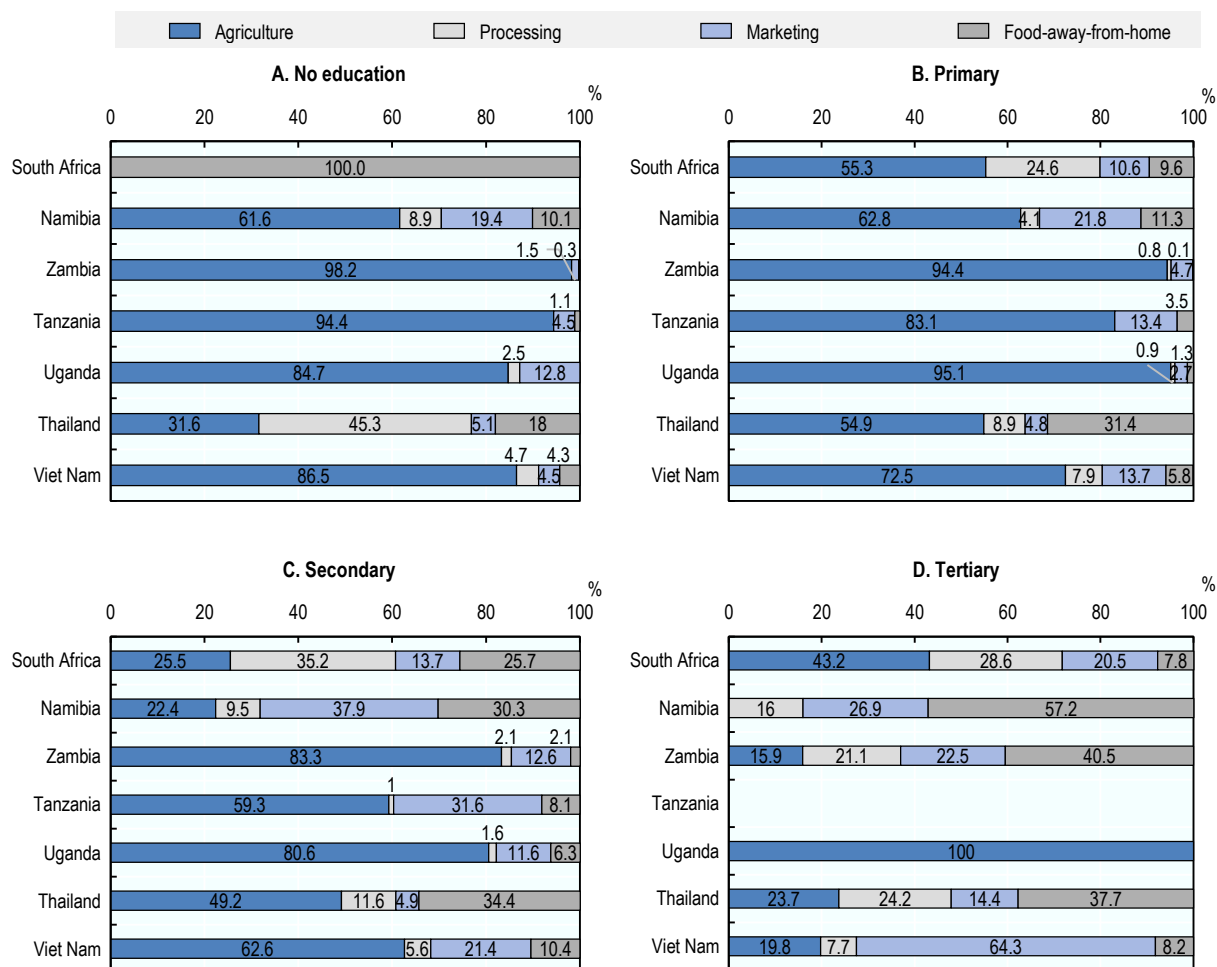 Agriculture Processing Marketing Food-away-from-home
A. No education
%
0 20 40 60 80 100
South Africa 100.0
Namibia 61.6 8.9 19.4 10.1
1.5 0.3
Zambia 98.2
1.1
Tanzania 94.4 4.5
2.5
Uganda 84.7 12.8
Thailand 31.6 45.3 5.1 18
4.7 4.3
Viet Nam 86.5 4.5
B. Primary
%
0 20 40 60 80 100
South Africa 55.3 24.6 10.6 9.6
Namibia 62.8 4.1 21.8 11.3
0.8 0.1
Zambia 94.4 4.7
3.5
Tanzania 83.1 13.4
0.9 1.3
Uganda 95.1 2.7
Thailand 54.9 8.9 4.8 31.4
Viet Nam 72.5 7.9 13.7 5.8
C. Secondary
%
0 20 40 60 80 100
South Africa 25.5 35.2 13.7 25.7
Namibia 22.4 9.5 37.9 30.3
2.1 2.1
Zambia 83.3 12.6
1
Tanzania 59.3 31.6 8.1
1.6
Uganda 80.6 11.6 6.3
Thailand 49.2 11.6 4.9 34.4
Viet Nam 62.6 5.6 21.4 10.4
D. Tertiary
%
0 20 40 60 80 100
South Africa 43.2 28.6 20.5 7.8
Namibia 16 26.9 57.2
Zambia 15.9 21.1 22.5 40.5
Tanzania
Uganda 100
Thailand 23.7 24.2 14.4 37.7
Viet Nam 19.8 7.7 64.3 8.2